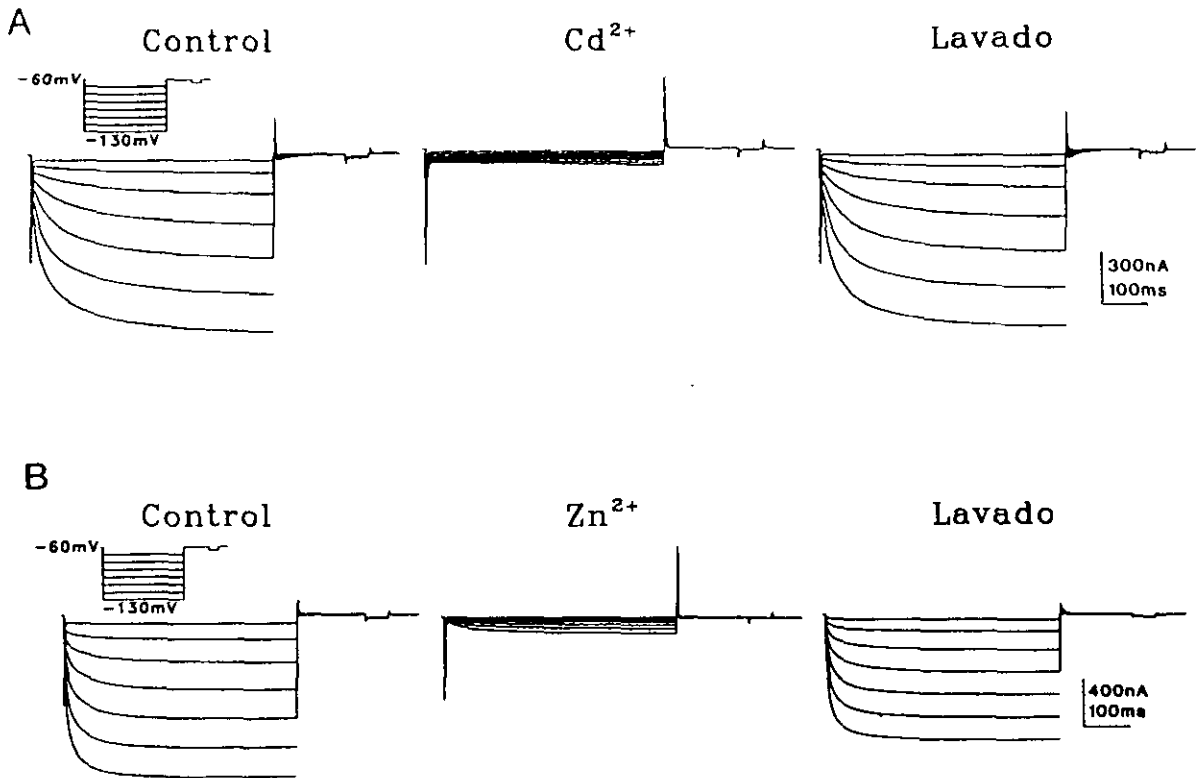 A
Control
Cd²⁺
Lavado
-60mV
-130mV
300nA
100ms
B
Control
Zn²⁺
Lavado
-60mV
-130mV
400nA
100ms